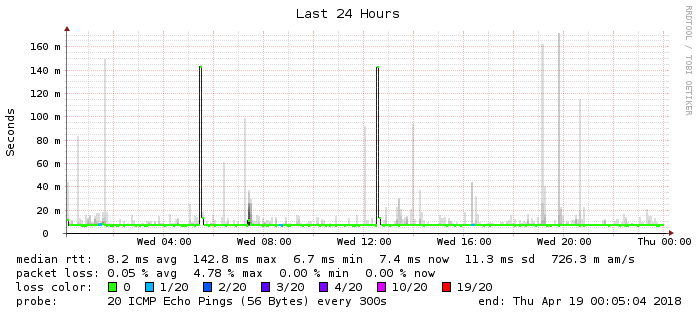 Last 24 Hours
RRDTOOL / TOBI OETIKER
Seconds
160 m
140 m
120 m
100 m
80 m
60 m
40 m
20 m
0
Wed 04:00 Wed 08:00 Wed 12:00 Wed 16:00 Wed 20:00 Thu 00:00
median rtt: 8.2 ms avg 142.8 ms max 6.7 ms min 7.4 ms now 11.3 ms sd 726.3 m am/s
packet loss: 0.05 % avg 4.78 % max 0.00 % min 0.00 % now
loss color: 0 1/20 2/20 3/20 4/20 10/20 19/20
probe: 20 ICMP Echo Pings (56 Bytes) every 300s end: Thu Apr 19 00:05:04 2018